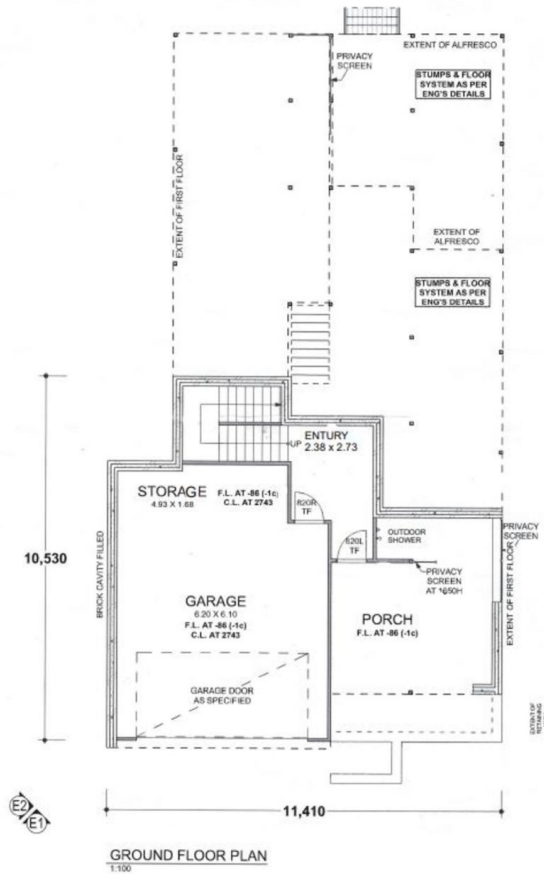 EXTENT OF ALFRESCO
PRIVACY
SCREEN
STUMPS & FLOOR
SYSTEM AS PER
ENG'S DETAILS
EXTENT OF FIRST FLOOR
EXTENT OF
ALFRESCO
STUMPS & FLOOR
SYSTEM AS PER
ENG'S DETAILS
UP
ENTURY
2.38 x 2.73
STORAGE
4.93 X 1.68
F.L. AT -86 (-1c)
C.L. AT 2743
820R
TF
820L
TF
OUTDOOR
SHOWER
PRIVACY
SCREEN
PRIVACY
SCREEN
AT 1650H
EXTENT OF FIRST FLOOR
10,530
BRICK CAVITY FILLED
GARAGE
6.20 X 6.10
F.L. AT -86 (-1c)
C.L. AT 2743
PORCH
F.L. AT -86 (-1c)
GARAGE DOOR
AS SPECIFIED
EXTENT OF
RETAINING
E2
E1
11,410
GROUND FLOOR PLAN
1:100